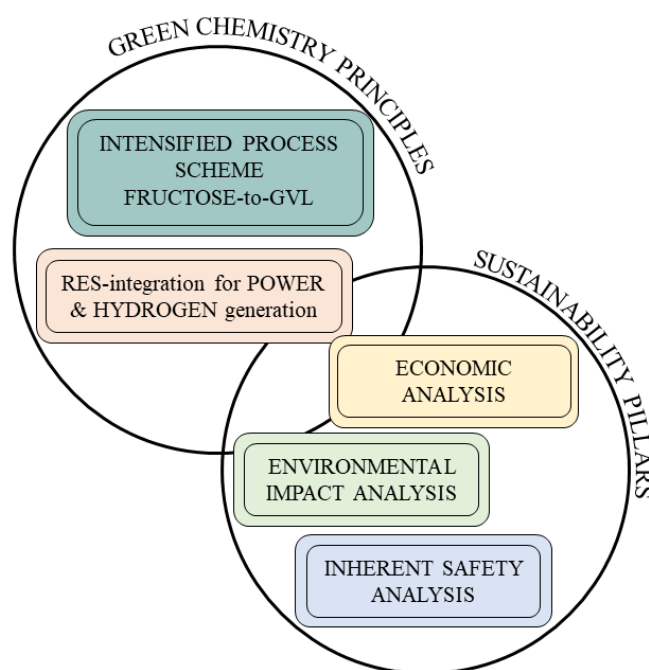 GREEN CHEMISTRY PRINCIPLES
INTENSIFIED PROCESS
SCHEME
FRUCTOSE-to-GVL
RES-integration for POWER
& HYDROGEN generation
SUSTAINABILITY PILLARS
ECONOMIC
ANALYSIS
ENVIRONMENTAL
IMPACT ANALYSIS
INHERENT SAFETY
ANALYSIS